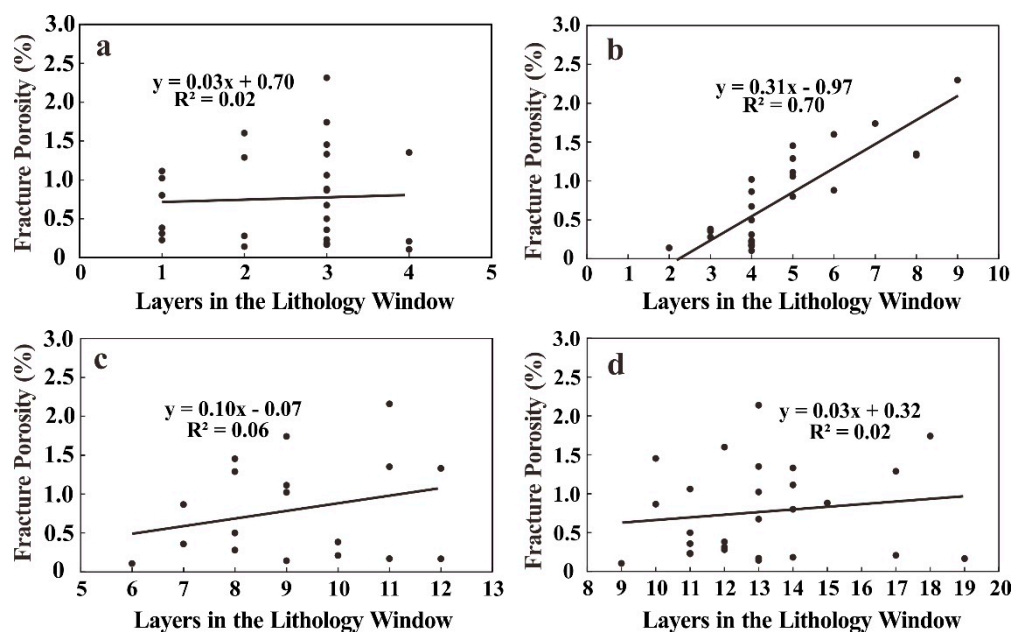 a
y = 0.03x + 0.70
R² = 0.02
Fracture Porosity (%)
3.0
2.5
2.0
1.5
1.0
0.5
0
0 1 2 3 4 5
Layers in the Lithology Window
b
y = 0.31x - 0.97
R² = 0.70
Fracture Porosity (%)
3.0
2.5
2.0
1.5
1.0
0.5
0
0 1 2 3 4 5 6 7 8 9 10
Layers in the Lithology Window
c
y = 0.10x - 0.07
R² = 0.06
Fracture Porosity (%)
3.0
2.5
2.0
1.5
1.0
0.5
0
5 6 7 8 9 10 11 12 13
Layers in the Lithology Window
d
y = 0.03x + 0.32
R² = 0.02
Fracture Porosity (%)
3.0
2.5
2.0
1.5
1.0
0.5
0
8 9 10 11 12 13 14 15 16 17 18 19 20
Layers in the Lithology Window